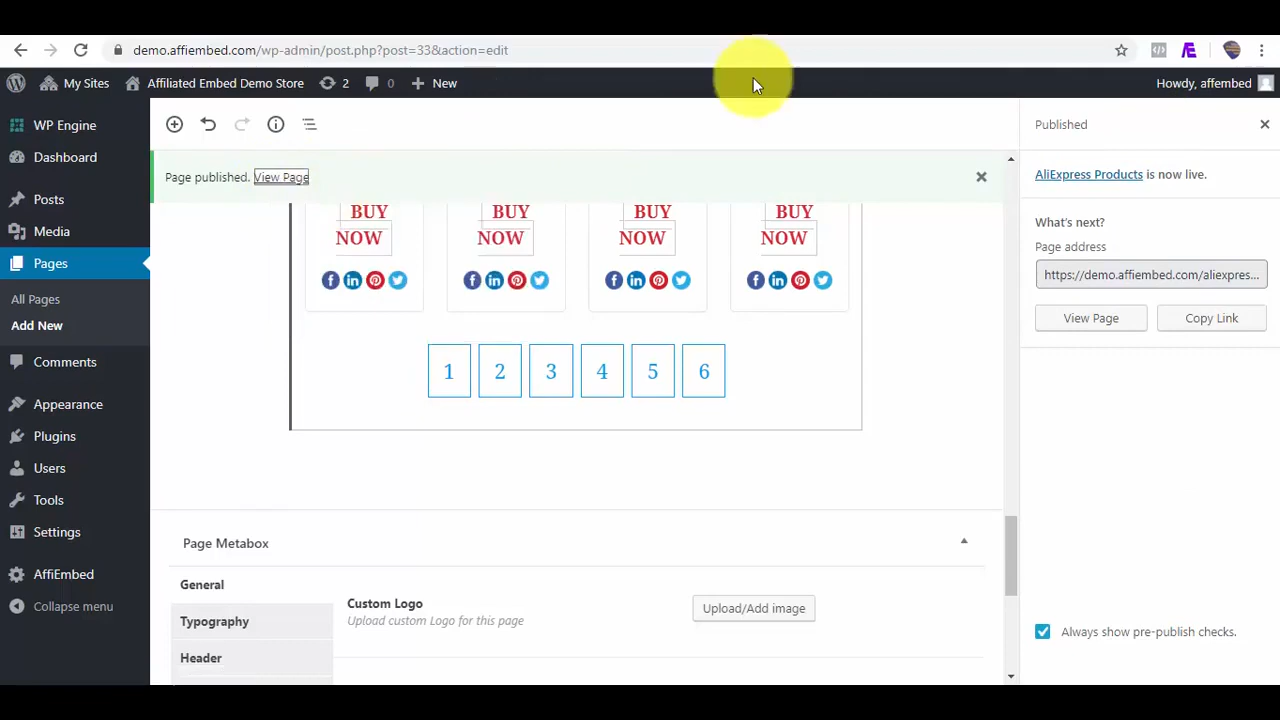 demo.affiembed.com/wp-admin/post.php?post=33&action=edit
My Sites
Affiliated Embed Demo Store
2
0
New
Howdy, affembed
WP Engine
Dashboard
Posts
Media
Pages
All Pages
Add New
Comments
Appearance
Plugins
Users
Tools
Settings
AffiEmbed
Collapse menu
Page published. View Page
BUY
NOW
BUY
NOW
BUY
NOW
BUY
NOW
1 2 3 4 5 6
Page Metabox
General
Typography
Header
Custom Logo
Upload custom Logo for this page
Upload/Add image
Published
AliExpress Products is now live.
What's next?
Page address
https://demo.affiembed.com/aliexpres...
View Page
Copy Link
Always show pre-publish checks.